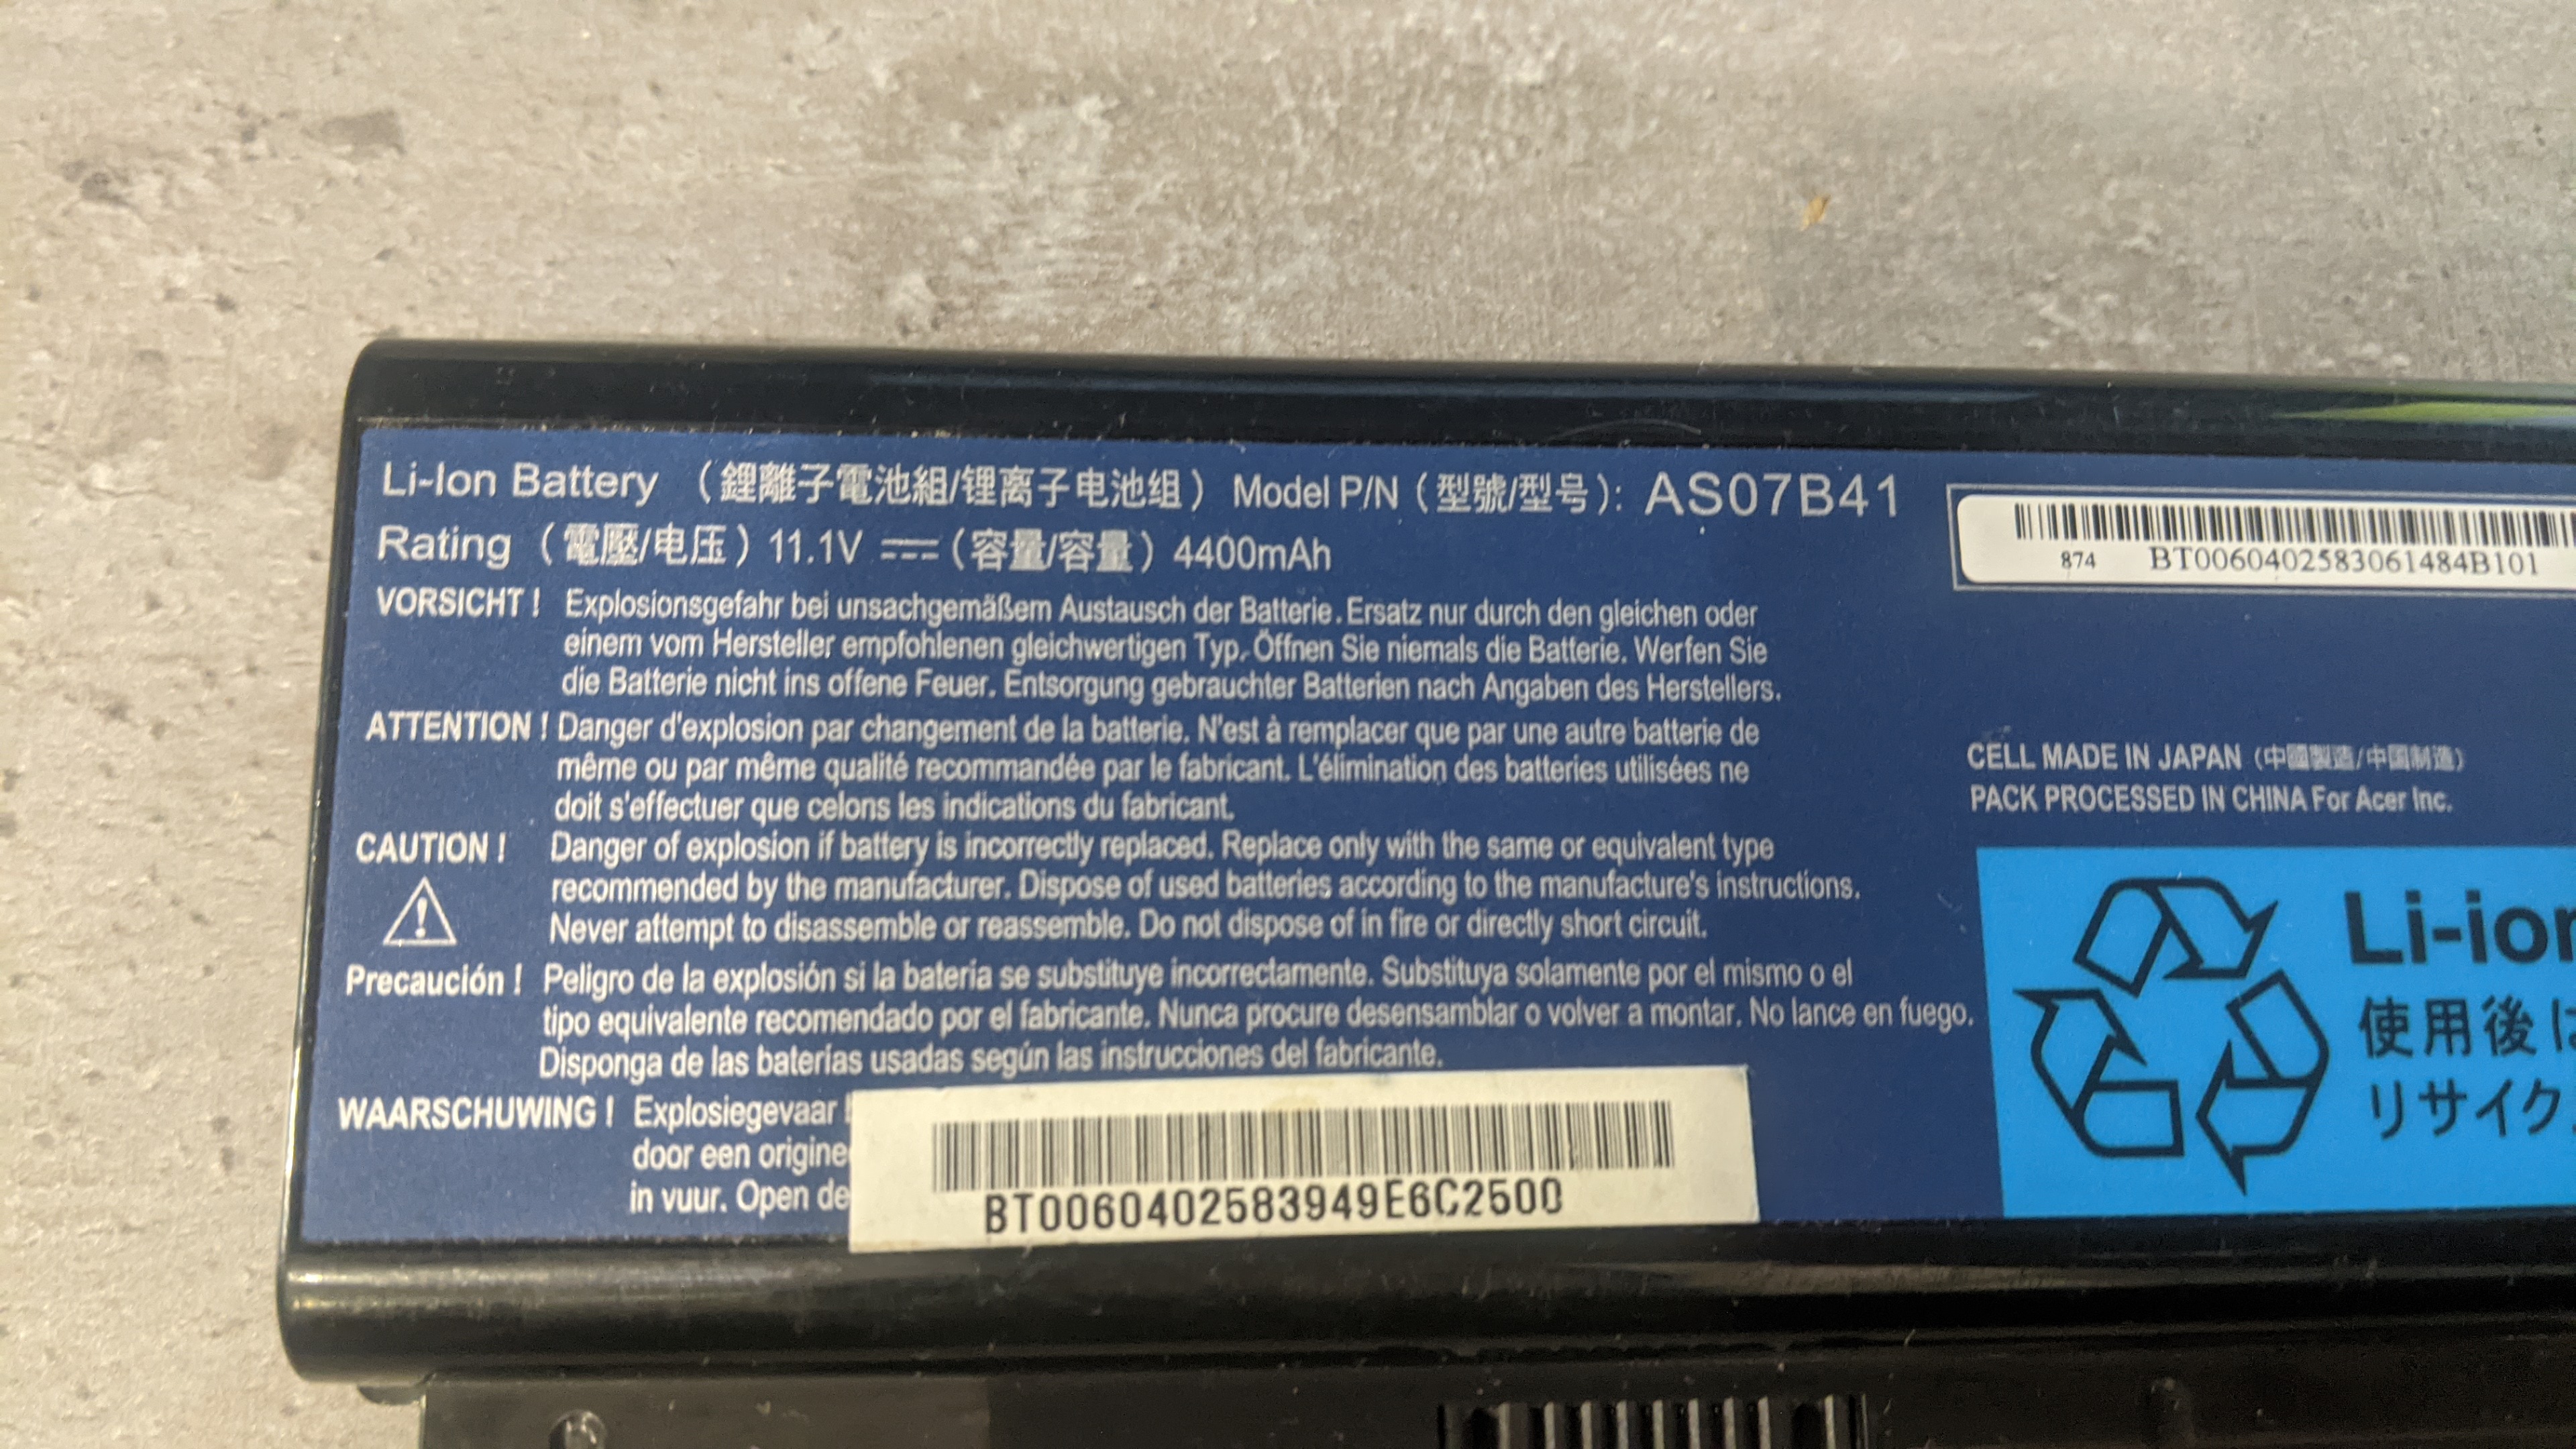 Li-Ion Battery （鋰離子電池組/锂离子电池组） Model P/N（型號/型号）: AS07B41
Rating （電壓/电压）11.1V （容量/容量）4400mAh
VORSICHT ! Explosionsgefahr bei unsachgemäßem Austausch der Batterie. Ersatz nur durch den gleichen oder
einem vom Hersteller empfohlenen gleichwertigen Typ. Öffnen Sie niemals die Batterie. Werfen Sie
die Batterie nicht ins offene Feuer. Entsorgung gebrauchter Batterien nach Angaben des Herstellers.
ATTENTION ! Danger d'explosion par changement de la batterie. N'est à remplacer que par une autre batterie de
même ou par même qualité recommandée par le fabricant. L'élimination des batteries utilisées ne
doit s'effectuer que celons les indications du fabricant.
CAUTION ! Danger of explosion if battery is incorrectly replaced. Replace only with the same or equivalent type
recommended by the manufacturer. Dispose of used batteries according to the manufacture's instructions.
Never attempt to disassemble or reassemble. Do not dispose of in fire or directly short circuit.
Precaución ! Peligro de la explosión si la batería se substituye incorrectamente. Substituya solamente por el mismo o el
tipo equivalente recomendado por el fabricante. Nunca procure desensamblar o volver a montar. No lance en fuego.
Disponga de las baterías usadas según las instrucciones del fabricante.
WAARSCHUWING ! Explosiegevaar
door een origine
in vuur. Open de
BT0060402583949E6C2500
874 BT0060402583061484B101
CELL MADE IN JAPAN （中國製造/中国制造）
PACK PROCESSED IN CHINA For Acer Inc.
Li-ion
使用後は
リサイク